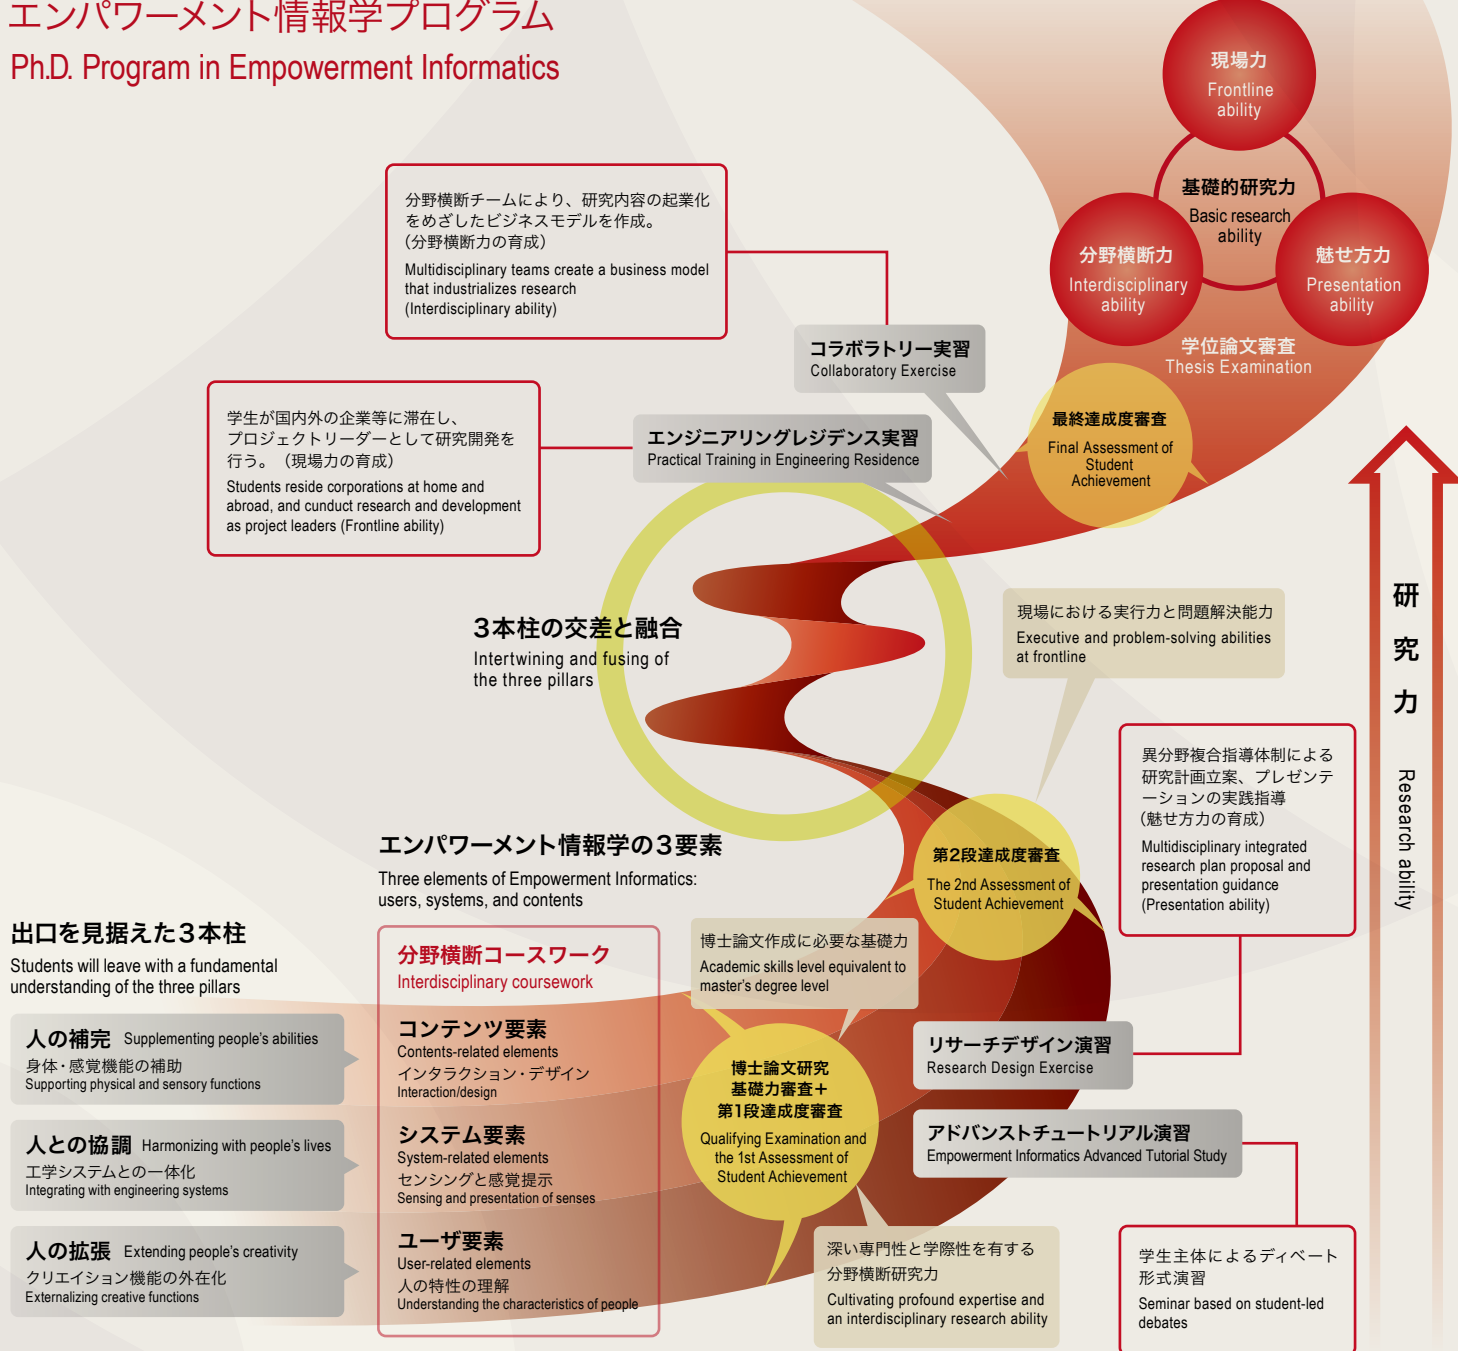 エンパワーメント情報学プログラム
Ph.D. Program in Empowerment Informatics
現場力
Frontline
ability
基礎的研究力
Basic research
ability
分野横断力
Interdisciplinary
ability
魅せ方力
Presentation
ability
学位論文審査
Thesis Examination
分野横断チームにより、研究内容の起業化
をめざしたビジネスモデルを作成。
（分野横断力の育成）
Multidisciplinary teams create a business model
that industrializes research
(Interdisciplinary ability)
コラボラトリー実習
Collaboratory Exercise
最終達成度審査
Final Assessment of
Student
Achievement
学生が国内外の企業等に滞在し、
プロジェクトリーダーとして研究開発を
行う。（現場力の育成）
Students reside corporations at home and
abroad, and cunduct research and development
as project leaders (Frontline ability)
エンジニアリングレジデンス実習
Practical Training in Engineering Residence
3本柱の交差と融合
Intertwining and fusing of
the three pillars
現場における実行力と問題解決能力
Executive and problem-solving abilities
at frontline
研究力
Research ability
異分野複合指導体制による
研究計画立案、プレゼンテ
ーションの実践指導
（魅せ方力の育成）
Multidisciplinary integrated
research plan proposal and
presentation guidance
(Presentation ability)
第2段達成度審査
The 2nd Assessment of
Student Achievement
エンパワーメント情報学の3要素
Three elements of Empowerment Informatics:
users, systems, and contents
出口を見据えた3本柱
Students will leave with a fundamental
understanding of the three pillars
分野横断コースワーク
Interdisciplinary coursework
博士論文作成に必要な基礎力
Academic skills level equivalent to
master's degree level
人の補完 Supplementing people's abilities
身体・感覚機能の補助
Supporting physical and sensory functions
コンテンツ要素
Contents-related elements
インタラクション・デザイン
Interaction/design
人との協調 Harmonizing with people's lives
工学システムとの一体化
Integrating with engineering systems
システム要素
System-related elements
センシングと感覚提示
Sensing and presentation of senses
人の拡張 Extending people's creativity
クリエイション機能の外在化
Externalizing creative functions
ユーザ要素
User-related elements
人の特性の理解
Understanding the characteristics of people
博士論文研究
基礎力審査＋
第1段達成度審査
Qualifying Examination and
the 1st Assessment of
Student Achievement
リサーチデザイン演習
Research Design Exercise
アドバンストチュートリアル演習
Empowerment Informatics Advanced Tutorial Study
深い専門性と学際性を有する
分野横断研究力
Cultivating profound expertise and
an interdisciplinary research ability
学生主体によるディベート
形式演習
Seminar based on student-led
debates